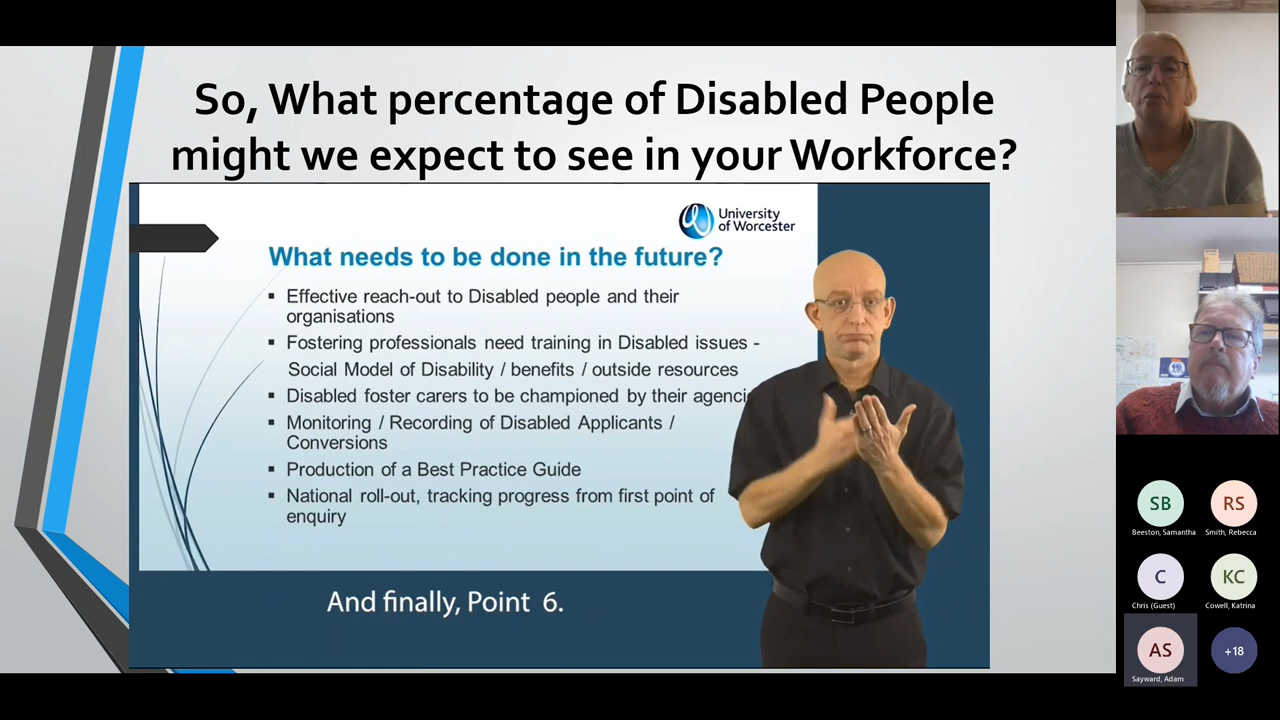 So, What percentage of Disabled People
might we expect to see in your Workforce?
University
of Worcester
What needs to be done in the future?
▪ Effective reach-out to Disabled people and their
organisations
▪ Fostering professionals need training in Disabled issues -
Social Model of Disability / benefits / outside resources
▪ Disabled foster carers to be championed by their agenci
▪ Monitoring / Recording of Disabled Applicants /
Conversions
▪ Production of a Best Practice Guide
▪ National roll-out, tracking progress from first point of
enquiry
And finally, Point 6.
SB
Beeston, Samantha
RS
Smith, Rebecca
C
Chris (Guest)
KC
Cowell, Katrina
AS
Sayward, Adam
+18